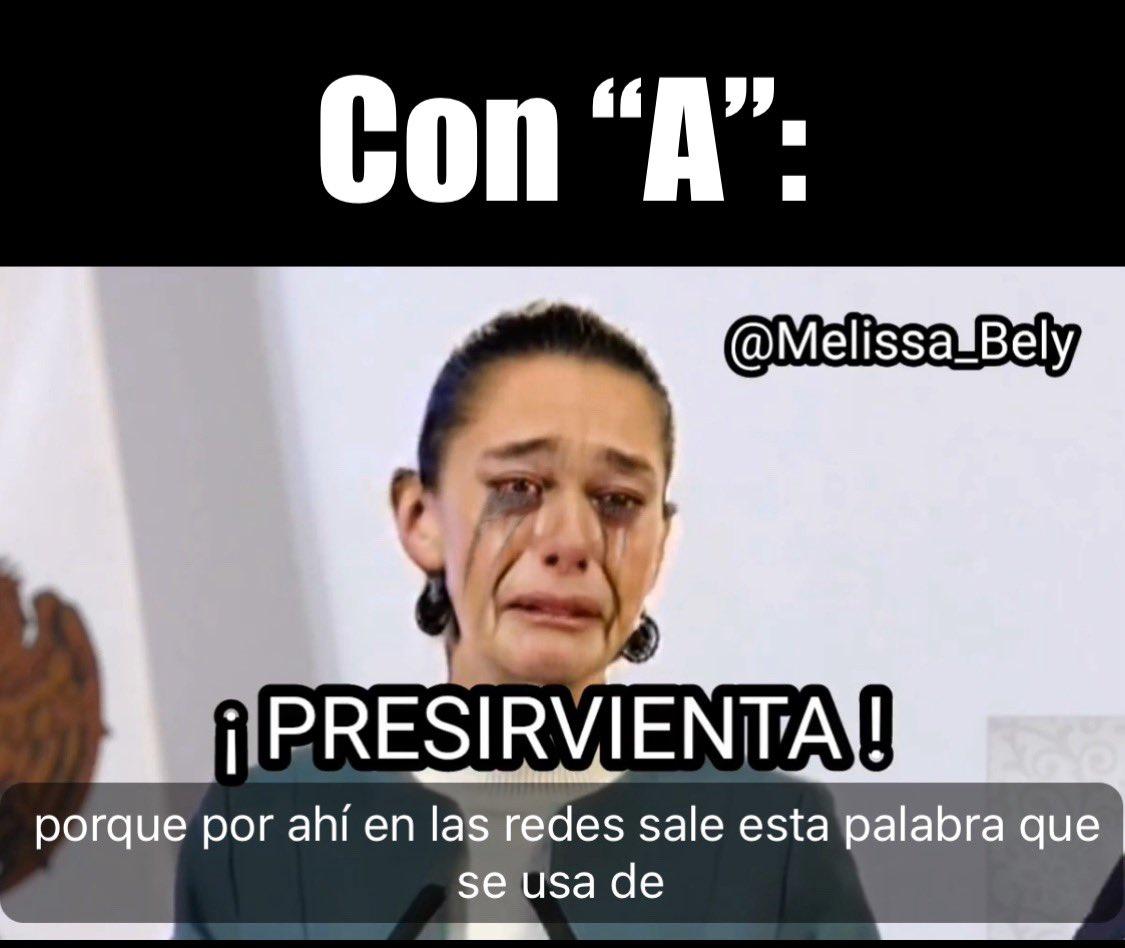 Con “A”:
@Melissa_Bely
¡PRESIRVIENTA!
porque por ahí en las redes sale esta palabra que
se usa de